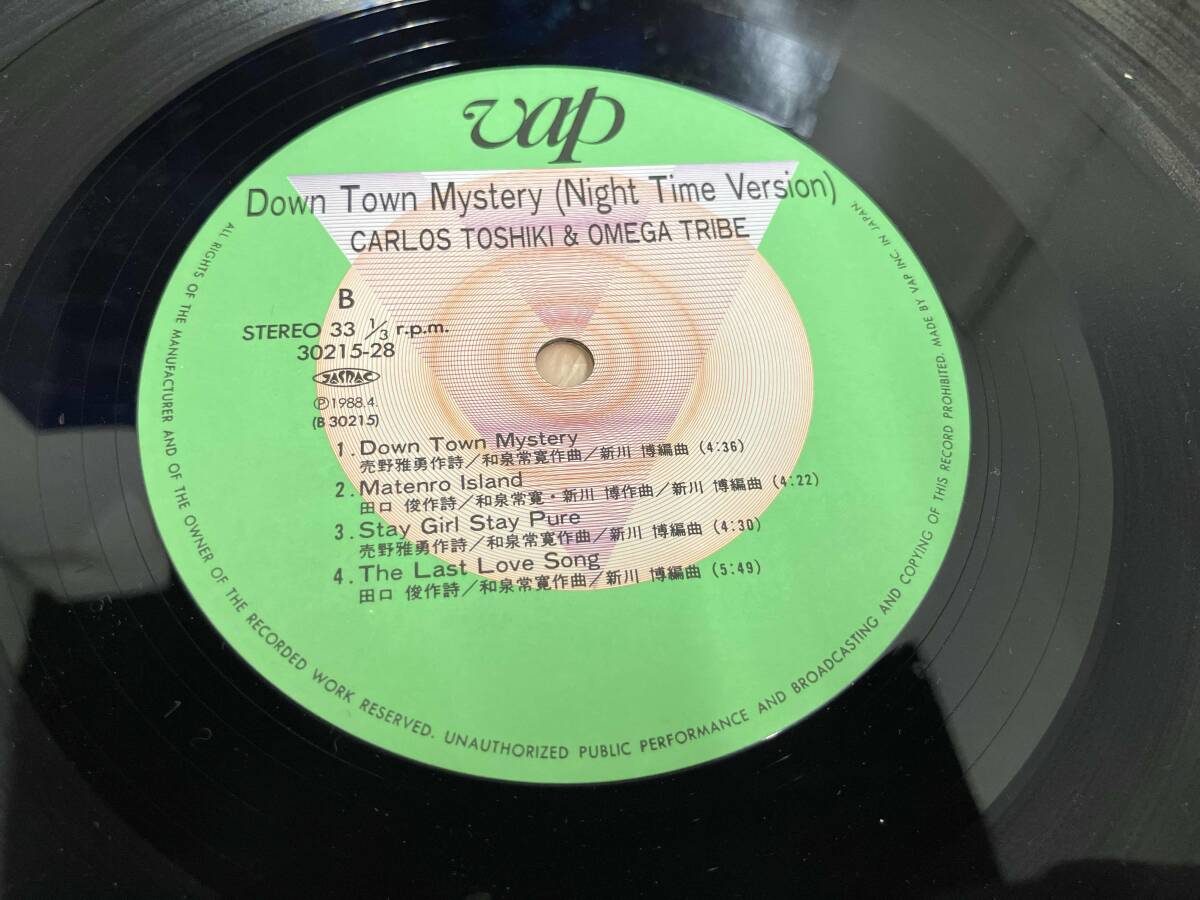 vap
Down Town Mystery (Night Time Version)
CARLOS TOSHIKI & OMEGA TRIBE
B
STEREO 33 1/3 r.p.m.
30215-28
JASRAC
Ⓟ1988.4.
(B 30215)
1. Down Town Mystery
売野雅勇作詩/和泉常寛作曲/新川 博編曲 (4:36)
2. Matenro Island
田口 俊作詩/和泉常寛・新川 博作曲/新川 博編曲 (4:22)
3. Stay Girl Stay Pure
売野雅勇作詩/和泉常寛作曲/新川 博編曲 (4:30)
4. The Last Love Song
田口 俊作詩/和泉常寛作曲/新川 博編曲 (5:49)
ALL RIGHTS OF THE MANUFACTURER AND OF THE OWNER OF THE RECORDED WORK RESERVED. UNAUTHORIZED PUBLIC PERFORMANCE AND BROADCASTING AND COPYING OF THIS RECORD PROHIBITED. MADE BY VAP INC. IN JAPAN.
1 2